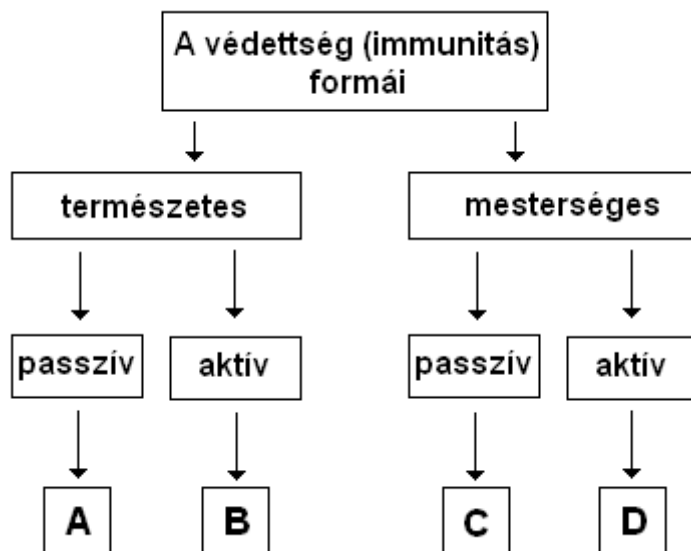 A védettség (immunitás)
formái
természetes
mesterséges
passzív
aktív
passzív
aktív
A
B
C
D